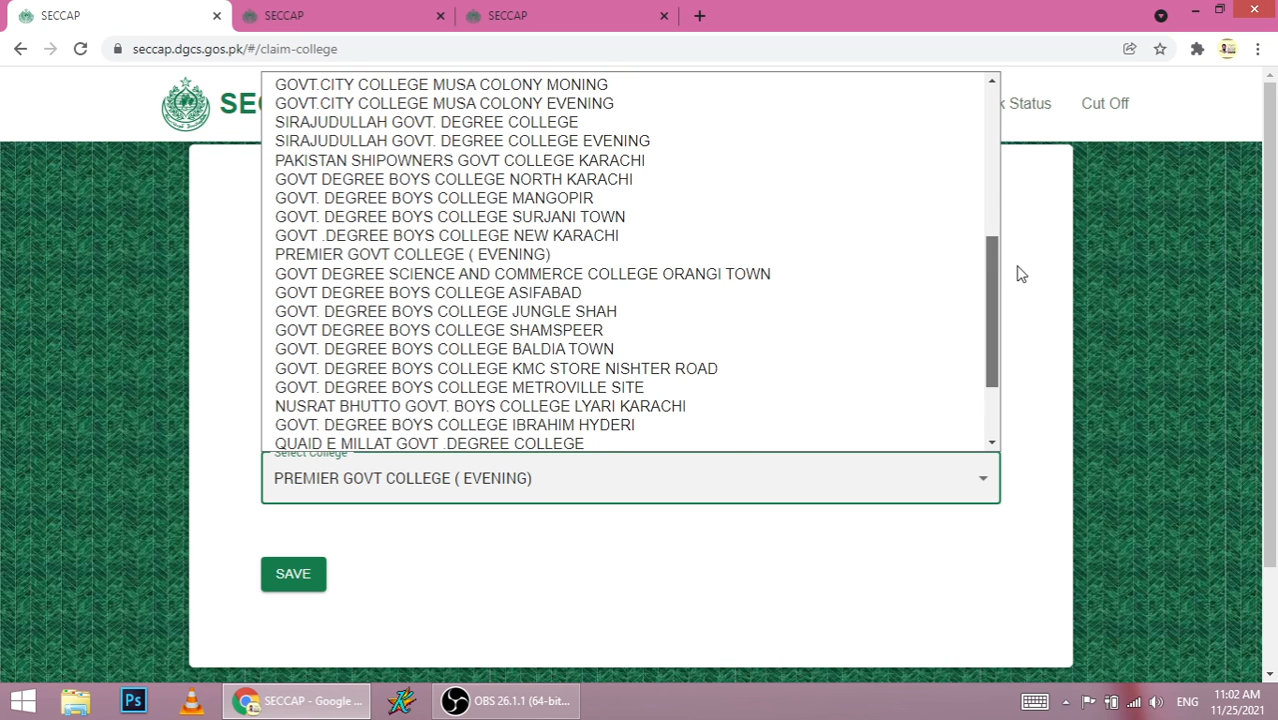 SECCAP
SECCAP
SECCAP
seccap.dgcs.gos.pk/#/claim-college
SE
k Status
Cut Off
GOVT.CITY COLLEGE MUSA COLONY MONING
GOVT.CITY COLLEGE MUSA COLONY EVENING
SIRAJUDULLAH GOVT. DEGREE COLLEGE
SIRAJUDULLAH GOVT. DEGREE COLLEGE EVENING
PAKISTAN SHIPOWNERS GOVT COLLEGE KARACHI
GOVT DEGREE BOYS COLLEGE NORTH KARACHI
GOVT. DEGREE BOYS COLLEGE MANGOPIR
GOVT. DEGREE BOYS COLLEGE SURJANI TOWN
GOVT .DEGREE BOYS COLLEGE NEW KARACHI
PREMIER GOVT COLLEGE ( EVENING)
GOVT DEGREE SCIENCE AND COMMERCE COLLEGE ORANGI TOWN
GOVT DEGREE BOYS COLLEGE ASIFABAD
GOVT. DEGREE BOYS COLLEGE JUNGLE SHAH
GOVT DEGREE BOYS COLLEGE SHAMSPEER
GOVT. DEGREE BOYS COLLEGE BALDIA TOWN
GOVT. DEGREE BOYS COLLEGE KMC STORE NISHTER ROAD
GOVT. DEGREE BOYS COLLEGE METROVILLE SITE
NUSRAT BHUTTO GOVT. BOYS COLLEGE LYARI KARACHI
GOVT. DEGREE BOYS COLLEGE IBRAHIM HYDERI
QUAID E MILLAT GOVT .DEGREE COLLEGE
Select College
PREMIER GOVT COLLEGE ( EVENING)
SAVE
Ps
SECCAP - Google ...
OBS 26.1.1 (64-bit...
ENG
11:02 AM
11/25/2021